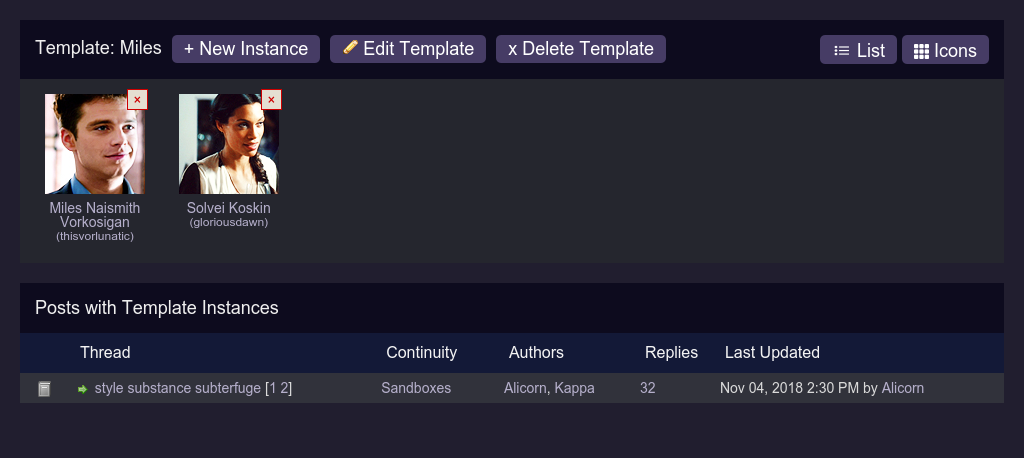 Template: Miles + New Instance Edit Template x Delete Template List Icons
× ×
Miles Naismith Vorkosigan
(thisvorlunatic)
Solvei Koskin
(gloriousdawn)
Posts with Template Instances
Thread Continuity Authors Replies Last Updated
style substance subterfuge [1 2] Sandboxes Alicorn, Kappa 32 Nov 04, 2018 2:30 PM by Alicorn